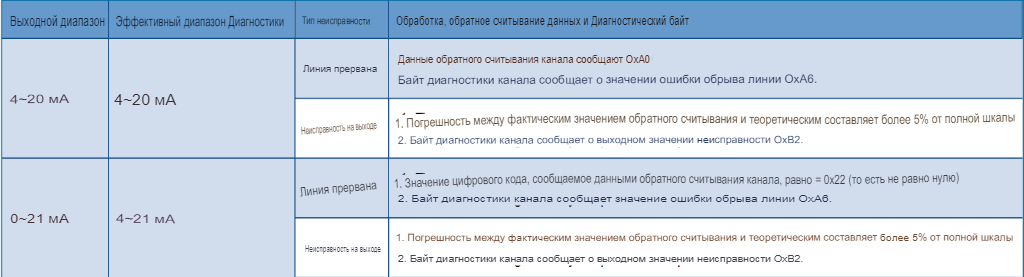 Выходной диапазон
Эффективный диапазон Диагностики
Тип неисправности
Обработка, обратное считывание данных и Диагностический байт
4~20 мА
4~20 мА
Линия прервана
Данные обратного считывания канала сообщают OxA0
Байт диагностики канала сообщает о значении ошибки обрыва линии OxA6.
Неисправность на выходе
1. Погрешность между фактическим значением обратного считывания и теоретическим составляет более 5% от полной шкалы
2. Байт диагностики канала сообщает о выходном значении неисправности OxB2.
0~21 мА
4~21 мА
Линия прервана
1. Значение цифрового кода, сообщаемое данными обратного считывания канала, равно = 0x22 (то есть не равно нулю)
2. Байт диагностики канала сообщает значение ошибки обрыва линии OxA6.
Неисправность на выходе
1. Погрешность между фактическим значением обратного считывания и теоретическим составляет более 5% от полной шкалы
2. Байт диагностики канала сообщает о выходном значении неисправности OxB2.